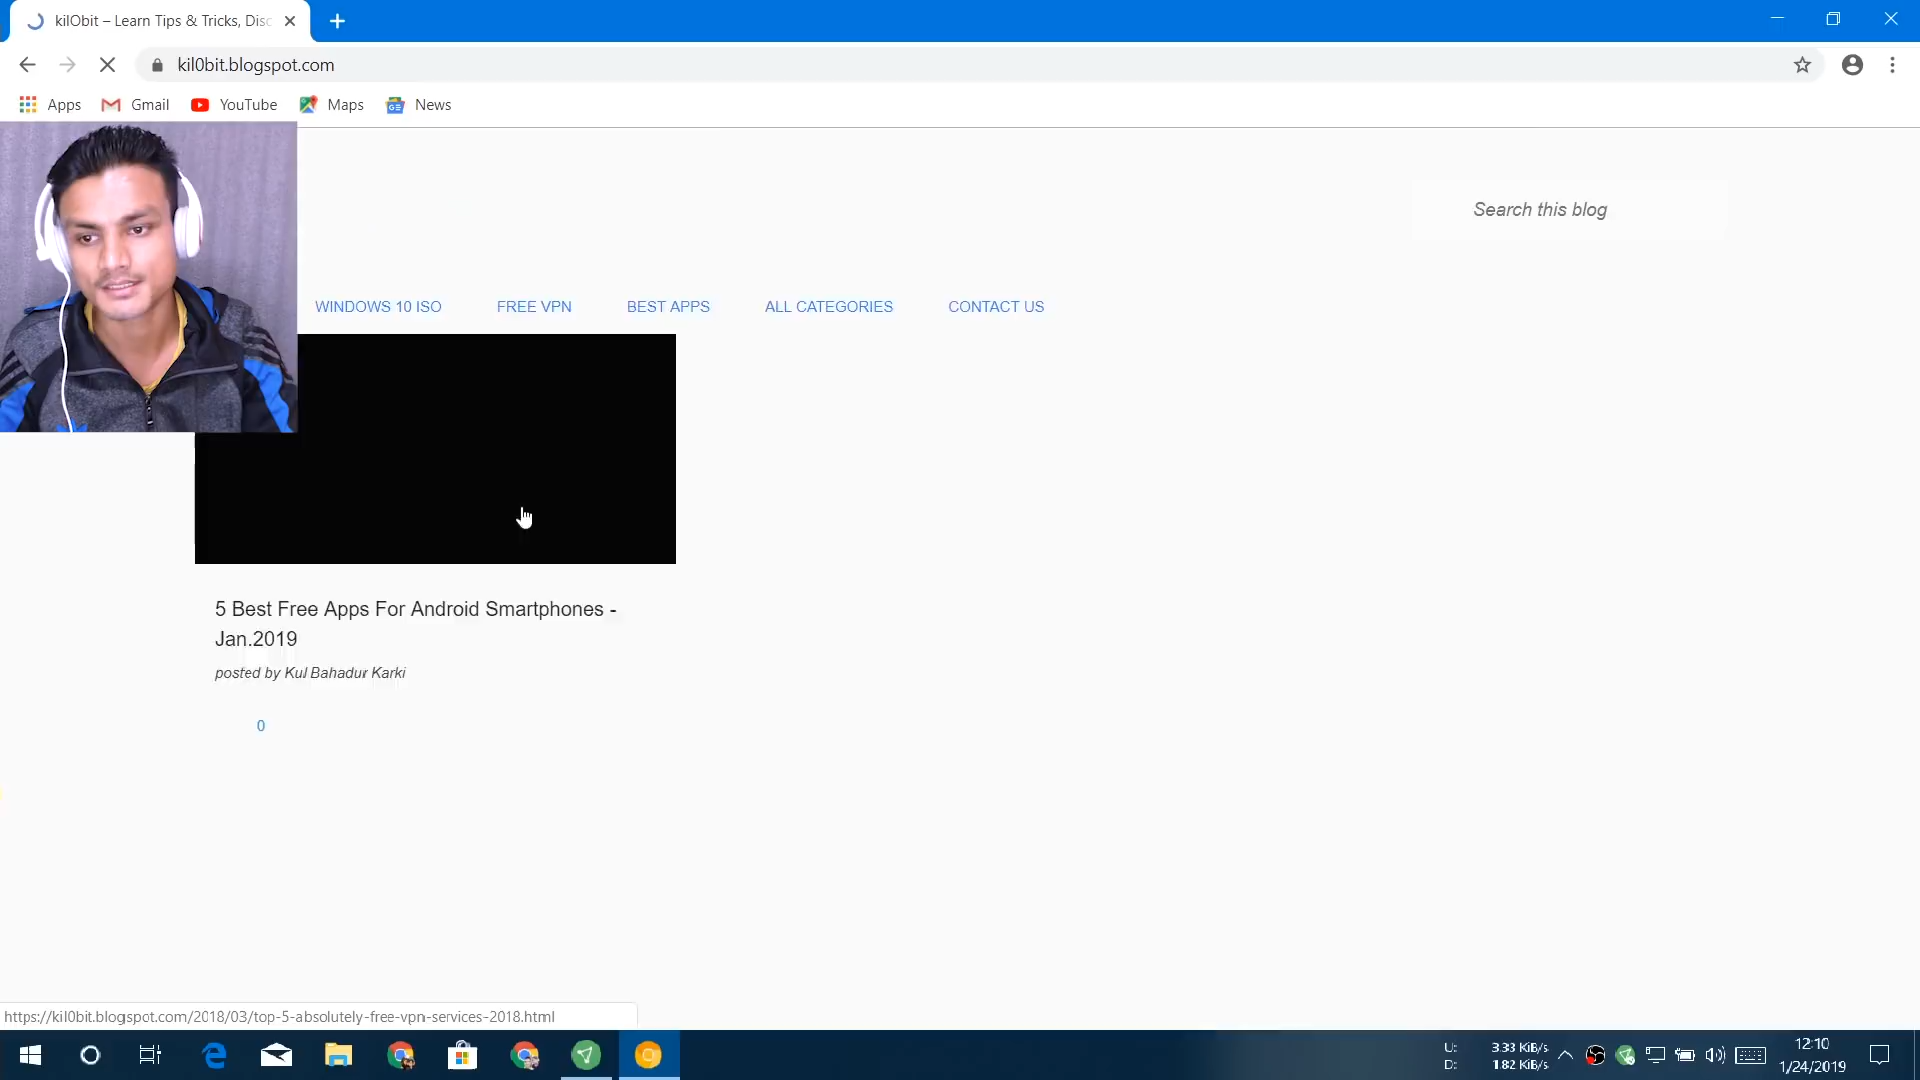 kilObit – Learn Tips & Tricks, Disc
kil0bit.blogspot.com
Apps
Gmail
YouTube
Maps
News
Search this blog
WINDOWS 10 ISO
FREE VPN
BEST APPS
ALL CATEGORIES
CONTACT US
5 Best Free Apps For Android Smartphones -
Jan.2019
posted by Kul Bahadur Karki
0
https://kil0bit.blogspot.com/2018/03/top-5-absolutely-free-vpn-services-2018.html
U: 3.33 KiB/s
D: 1.82 KiB/s
12:10
1/24/2019